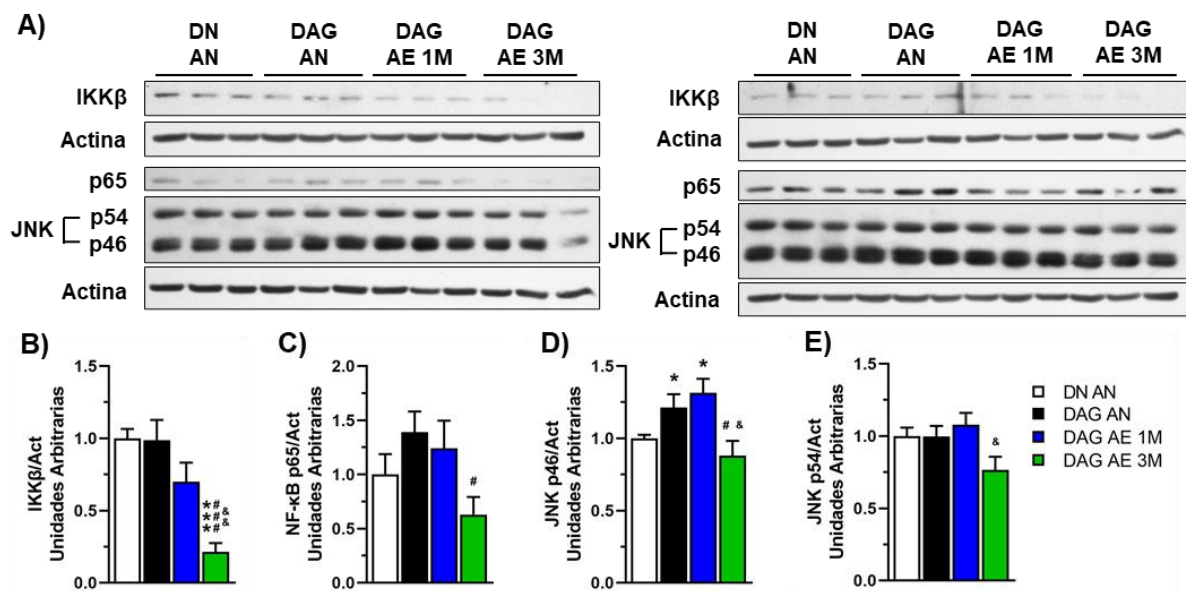 A)
DN DAG DAG DAG
AN AN AE 1M AE 3M
IKKβ
Actina
p65
JNK p54
p46
Actina
DN DAG DAG DAG
AN AN AE 1M AE 3M
IKKβ
Actina
p65
JNK p54
p46
Actina
B)
IKKβ/Act
Unidades Arbitrarias
1.5
1.0
0.5
0.0
*#
*#&
*#&
C)
NF-κB p65/Act
Unidades Arbitrarias
2.0
1.5
1.0
0.5
0.0
#
D)
JNK p46/Act
Unidades Arbitrarias
1.5
1.0
0.5
0.0
* *
# &
E)
JNK p54/Act
Unidades Arbitrarias
1.5
1.0
0.5
0.0
&
DN AN
DAG AN
DAG AE 1M
DAG AE 3M